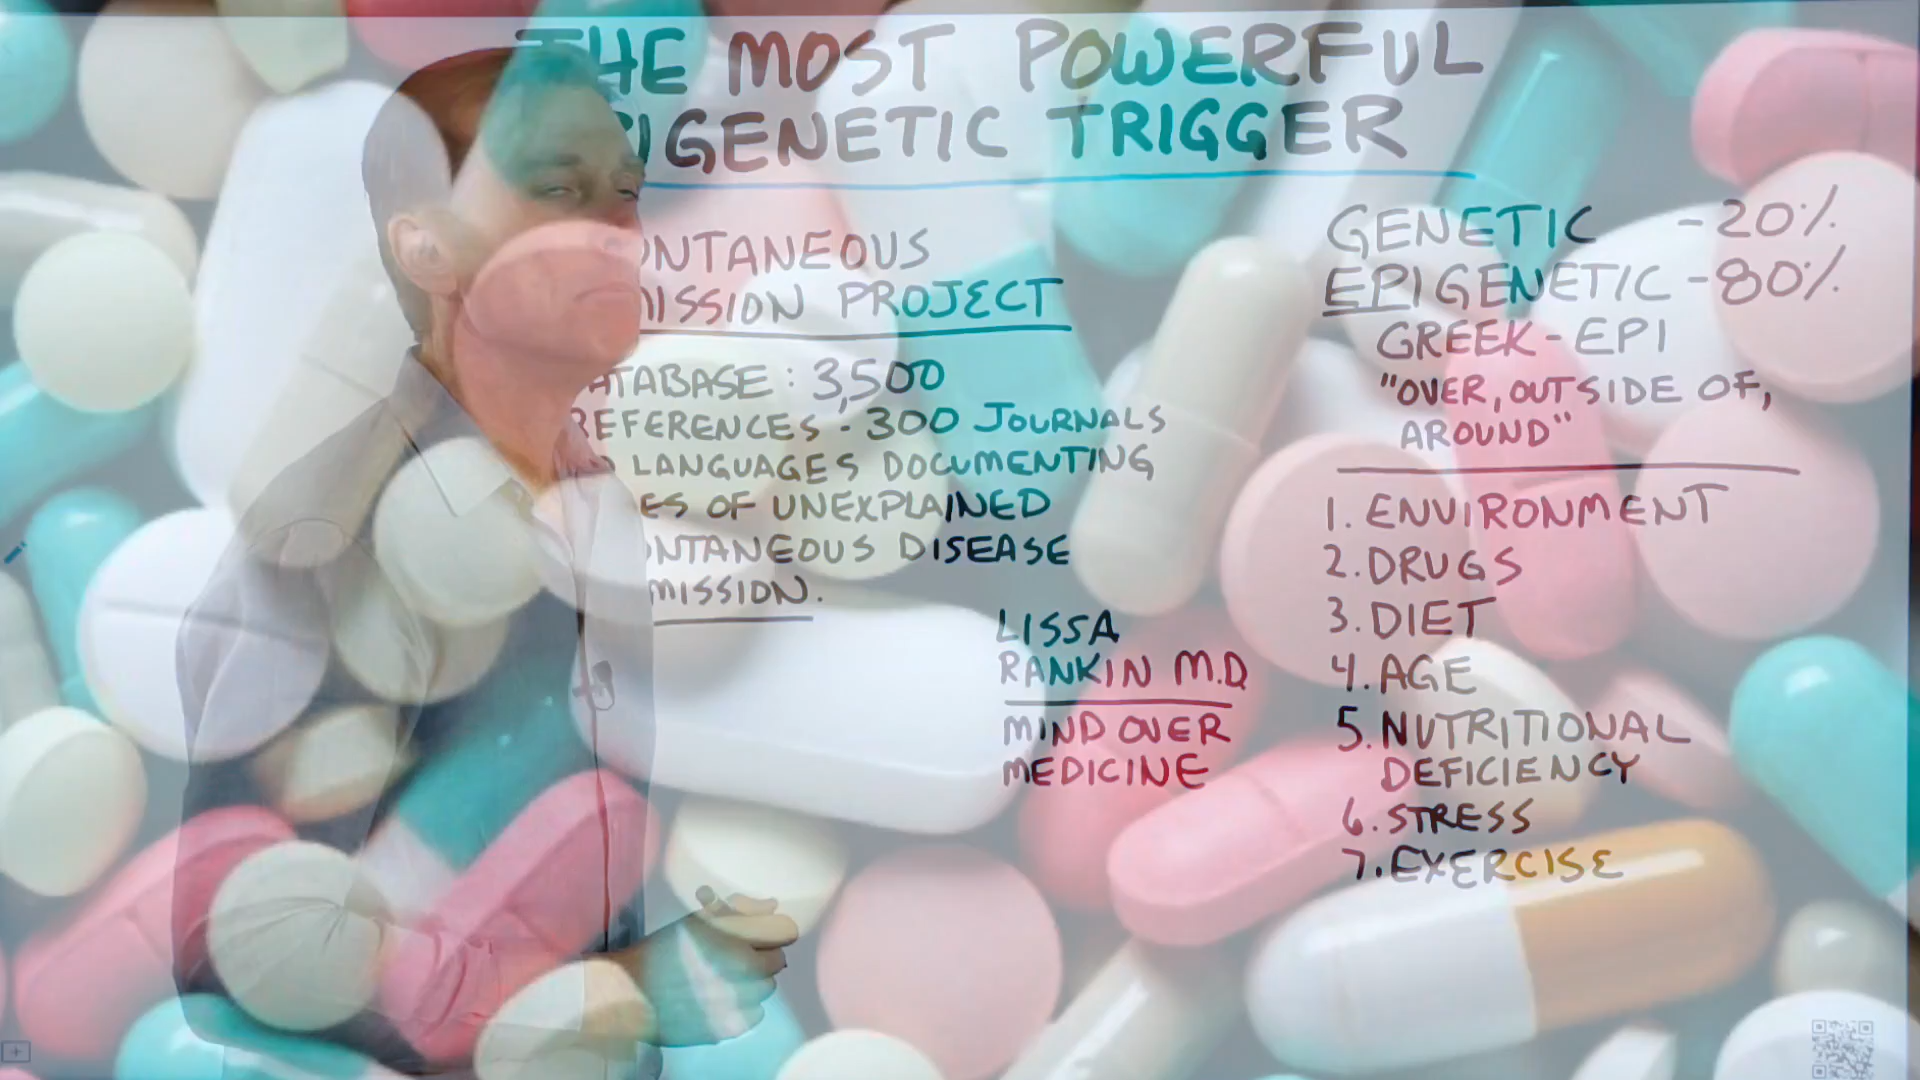 THE MOST POWERFUL
IGENETIC TRIGGER
ONTANEOUS
MISSION PROJECT
ATABASE: 3,500
REFERENCES - 300 JOURNALS
LANGUAGES DOCUMENTING
ES OF UNEXPLAINED
ONTANEOUS DISEASE
MISSION.
LISSA
RANKIN M.D.
MIND OVER
MEDICINE
GENETIC - 20%
EPIGENETIC - 80%
GREEK - EPI
"OVER, OUTSIDE OF,
AROUND"
1. ENVIRONMENT
2. DRUGS
3. DIET
4. AGE
5. NUTRITIONAL
DEFICIENCY
6. STRESS
7. EXERCISE